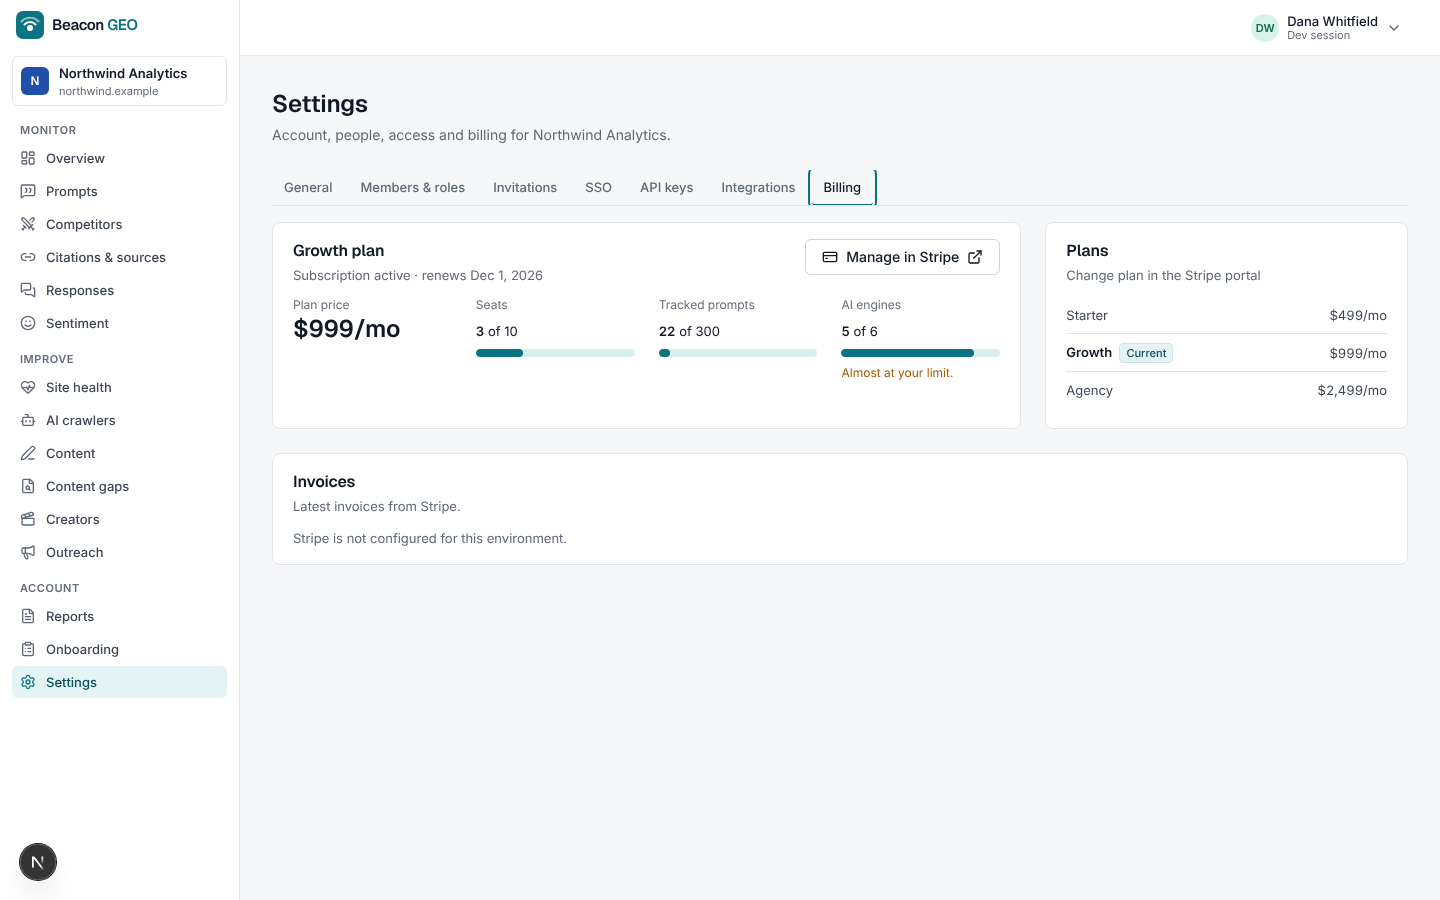 Beacon GEO
N
Northwind Analytics
northwind.example
MONITOR
Overview
Prompts
Competitors
Citations & sources
Responses
Sentiment
IMPROVE
Site health
AI crawlers
Content
Content gaps
Creators
Outreach
ACCOUNT
Reports
Onboarding
Settings
N
DW
Dana Whitfield
Dev session
Settings
Account, people, access and billing for Northwind Analytics.
General Members & roles Invitations SSO API keys Integrations Billing
Growth plan
Subscription active · renews Dec 1, 2026
Manage in Stripe
Plan price
$999/mo
Seats
3 of 10
Tracked prompts
22 of 300
AI engines
5 of 6
Almost at your limit.
Plans
Change plan in the Stripe portal
Starter $499/mo
Growth Current $999/mo
Agency $2,499/mo
Invoices
Latest invoices from Stripe.
Stripe is not configured for this environment.